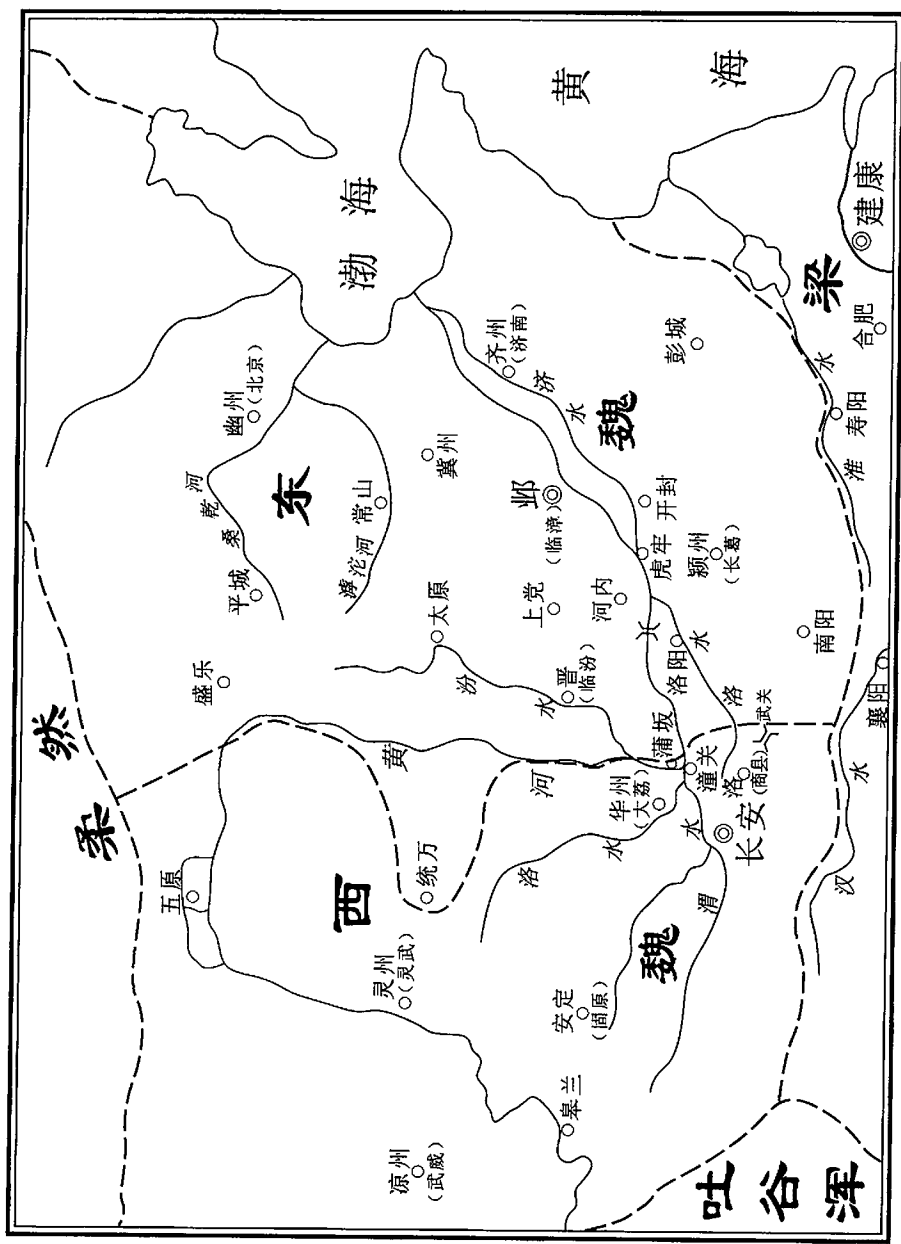 柔然
吐谷浑
西魏
东魏
梁
渤海
黄海
凉州
(武威)
皋兰
灵州
(灵武)
安定
(固原)
五原
统万
盛乐
平城
桑乾河
幽州
(北京)
滹沱河
常山
冀州
太原
汾水
上党
晋
(临汾)
河内
邺
(临漳)
齐州
(济南)
济水
彭城
开封
虎牢
颍州
(长葛)
洛阳
洛水
南阳
襄阳
汉水
淮水
寿阳
合肥
建康
黄河
蒲坂
潼关
华州
(大荔)
洛水
渭水
长安
洛
(商县)
武关